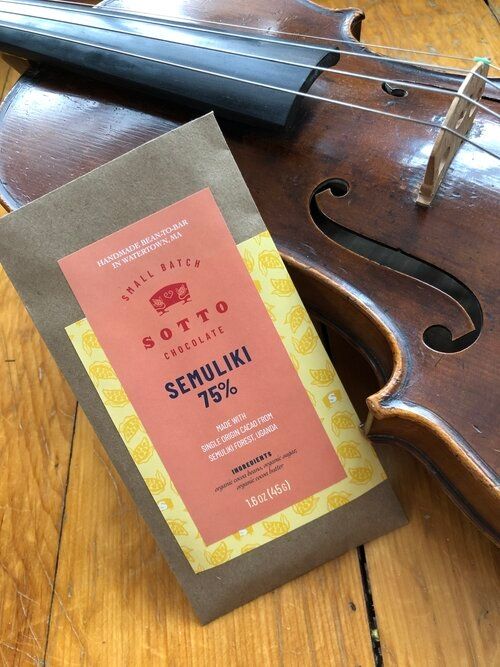 HANDMADE BEAN-TO-BAR
IN WATERTOWN, MA
SMALL BATCH
SOTTO
CHOCOLATE
SEMULIKI
75%
MADE WITH
SINGLE ORIGIN CACAO FROM
SEMULIKI FOREST, UGANDA
INGREDIENTS
organic cocoa beans, organic sugar,
organic cocoa butter
1.6 OZ (45G)